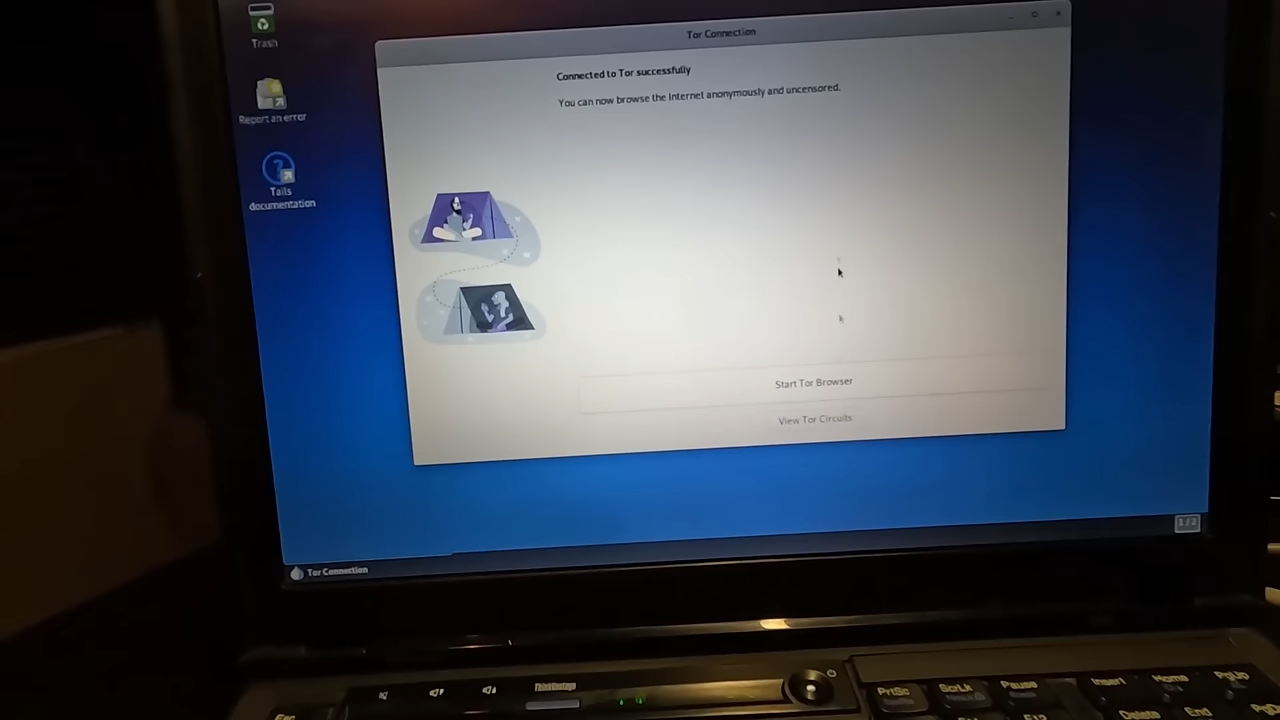 Trash
Report an error
Tails
documentation
Tor Connection
Connected to Tor successfully
You can now browse the Internet anonymously and uncensored.
Start Tor Browser
View Tor Circuits
Tor Connection
1/2
ThinkVantage
Esc
PrtSc
ScrLk
Pause
Insert
Home
PgUp
Delete
End